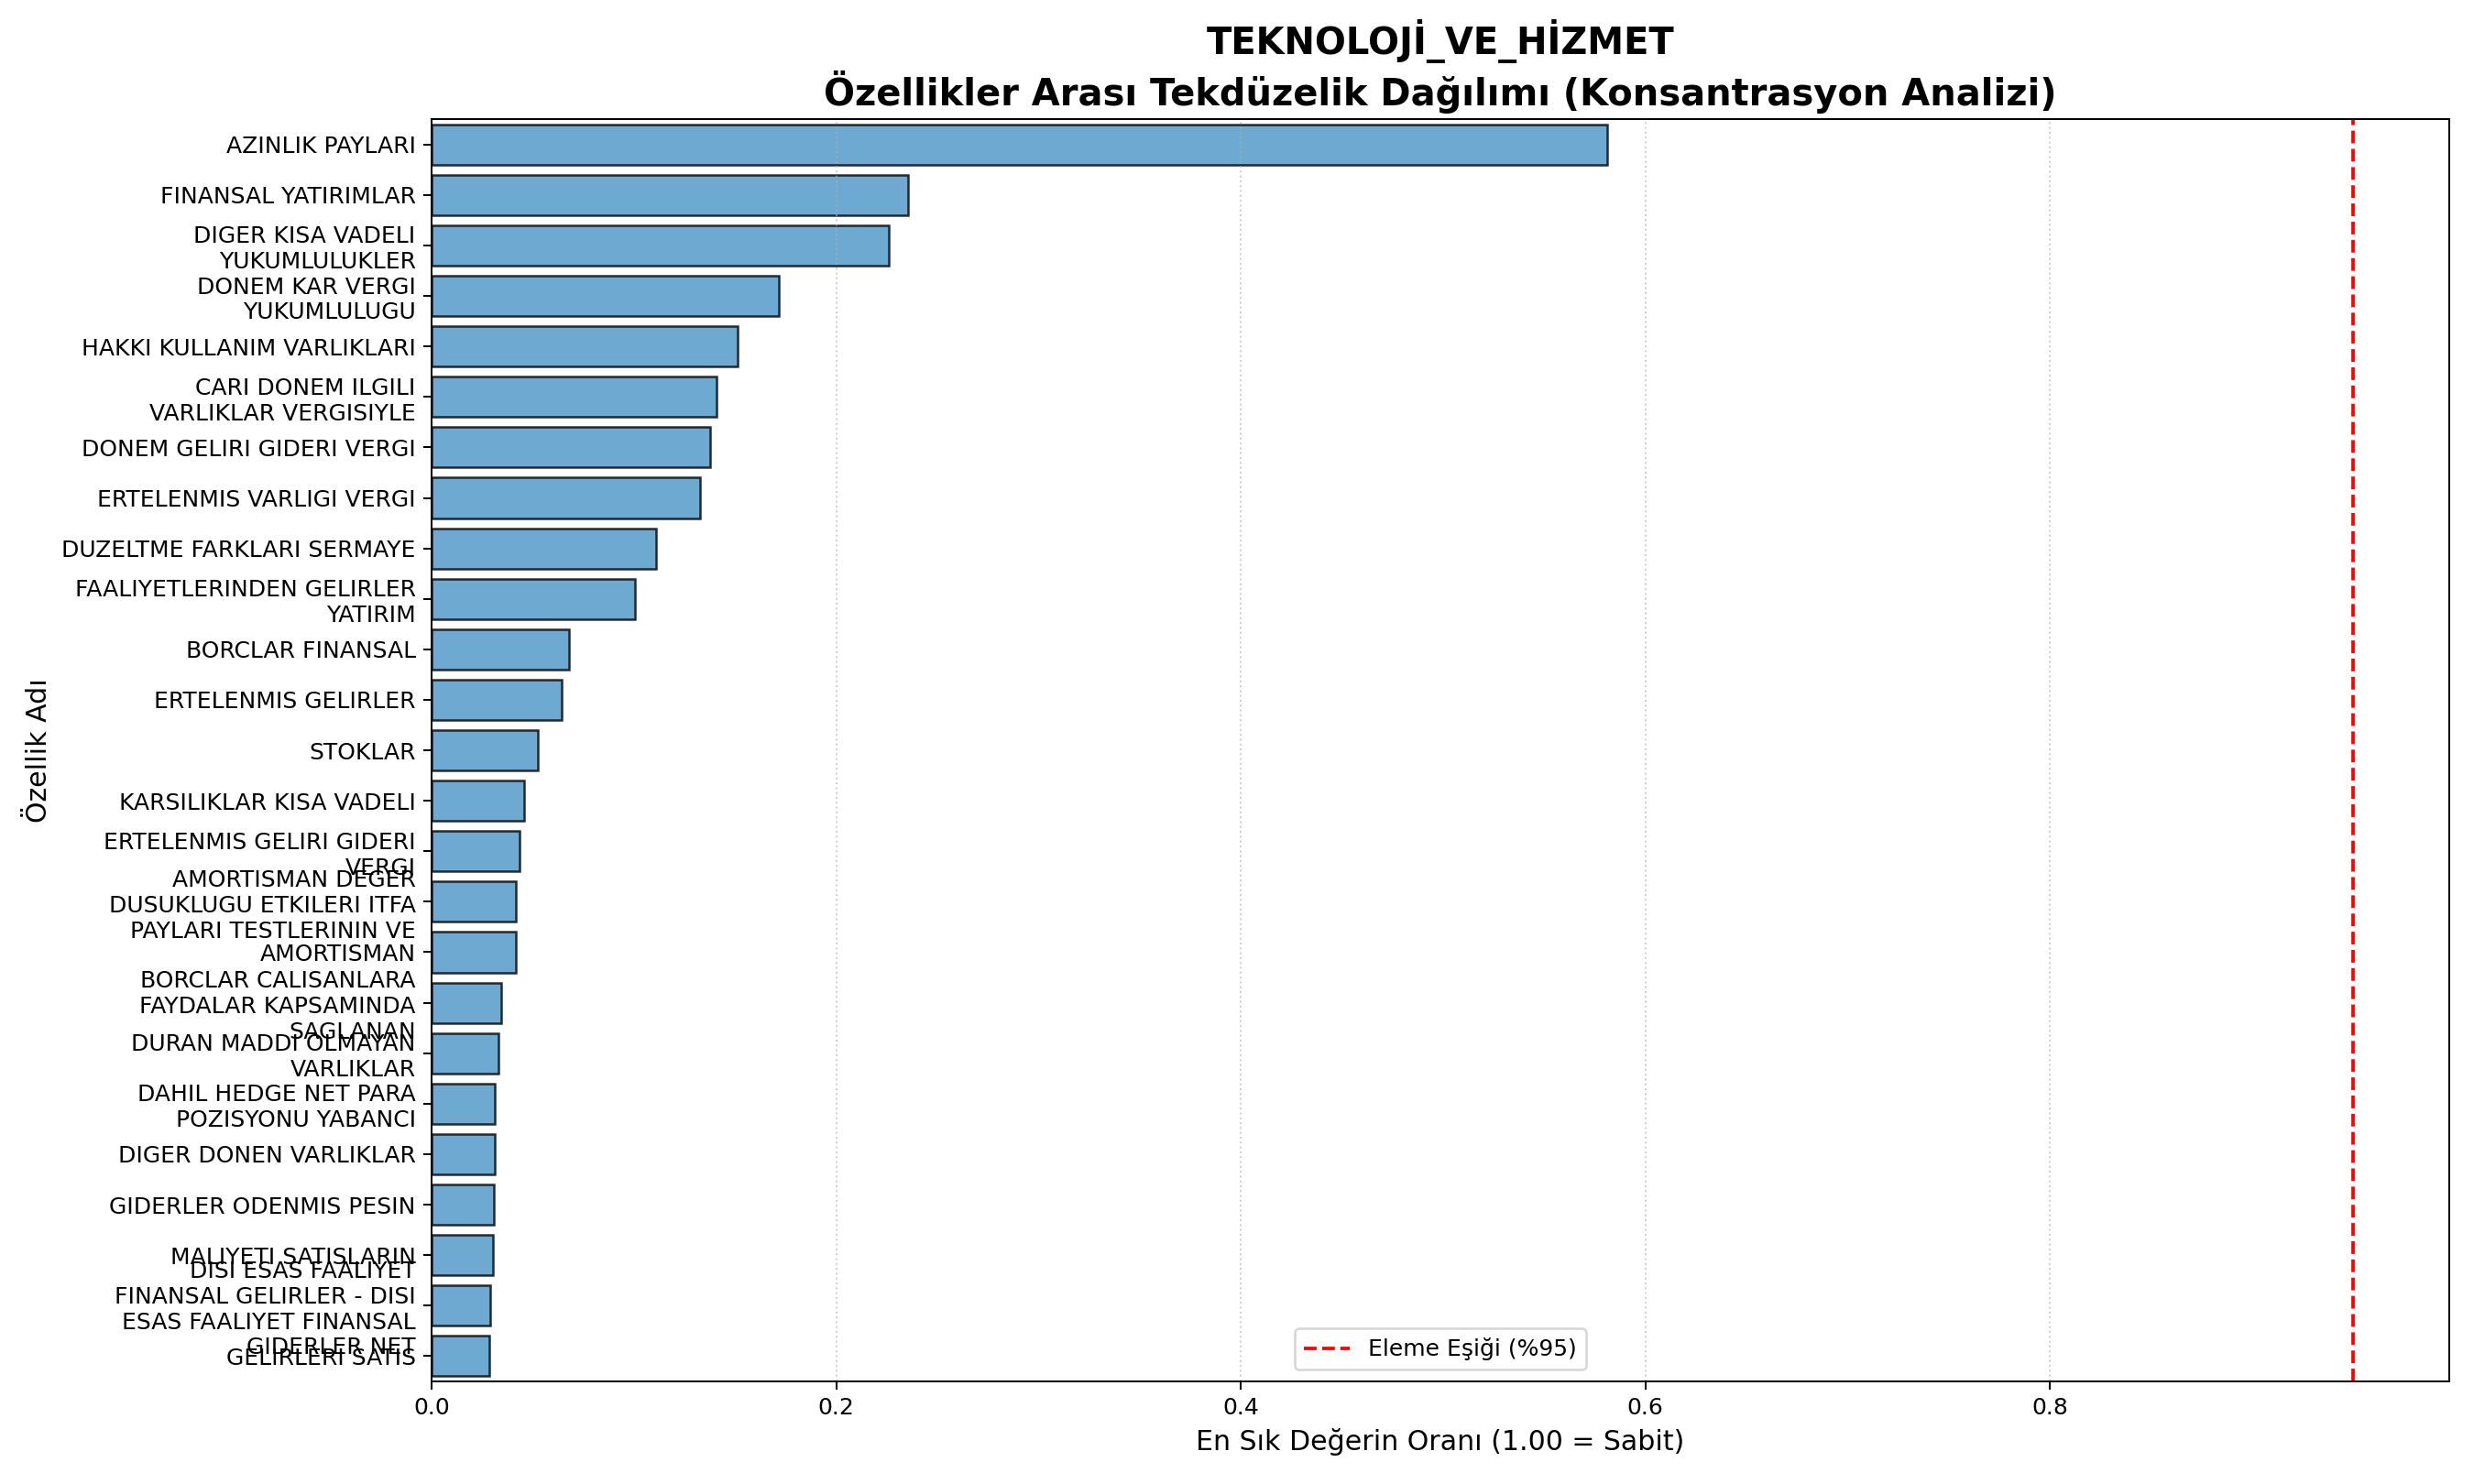 TEKNOLOJİ_VE_HİZMET
Özellikler Arası Tekdüzelik Dağılımı (Konsantrasyon Analizi)
Özellik Adı
AZINLIK PAYLARI
FINANSAL YATIRIMLAR
DIGER KISA VADELI
YUKUMLULUKLER
DONEM KAR VERGI
YUKUMLULUGU
HAKKI KULLANIM VARLIKLARI
CARI DONEM ILGILI
VARLIKLAR VERGISIYLE
DONEM GELIRI GIDERI VERGI
ERTELENMIS VARLIGI VERGI
DUZELTME FARKLARI SERMAYE
FAALIYETLERINDEN GELIRLER
YATIRIM
BORCLAR FINANSAL
ERTELENMIS GELIRLER
STOKLAR
KARSILIKLAR KISA VADELI
ERTELENMIS GELIRI GIDERI
VERGI
AMORTISMAN DEGER
DUSUKLUGU ETKILERI ITFA
PAYLARI TESTLERININ VE
AMORTISMAN
BORCLAR CALISANLARA
FAYDALAR KAPSAMINDA
SAGLANAN
DURAN MADDI OLMAYAN
VARLIKLAR
DAHIL HEDGE NET PARA
POZISYONU YABANCI
DIGER DONEN VARLIKLAR
GIDERLER ODENMIS PESIN
MALIYETI SATISLARIN
DISI ESAS FAALIYET
FINANSAL GELIRLER - DISI
ESAS FAALIYET FINANSAL
GIDERLER NET
GELIRLERI SATIS
Eleme Eşiği (%95)
0.0 0.2 0.4 0.6 0.8
En Sık Değerin Oranı (1.00 = Sabit)